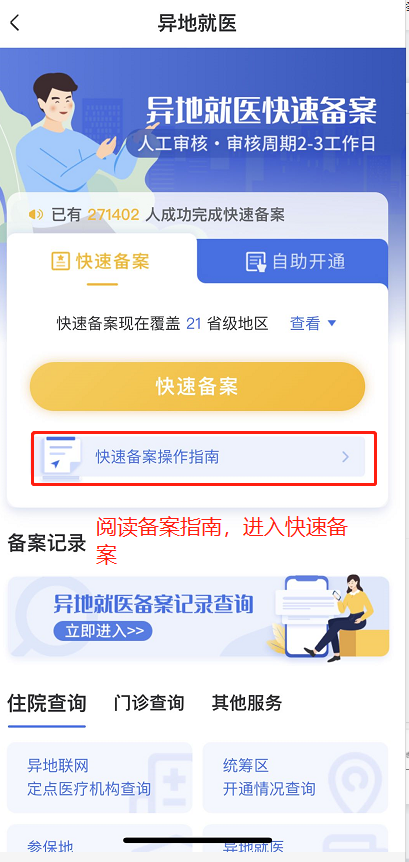 异地就医
异地就医快速备案
人工审核·审核周期2-3工作日
已有 271402 人成功完成快速备案
快速备案
自助开通
快速备案现在覆盖 21 省级地区 查看
快速备案
快速备案操作指南
阅读备案指南，进入快速备
案
备案记录
异地就医备案记录查询
立即进入>>
住院查询 门诊查询 其他服务
异地联网
定点医疗机构查询
统筹区
开通情况查询
参保地
异地就医